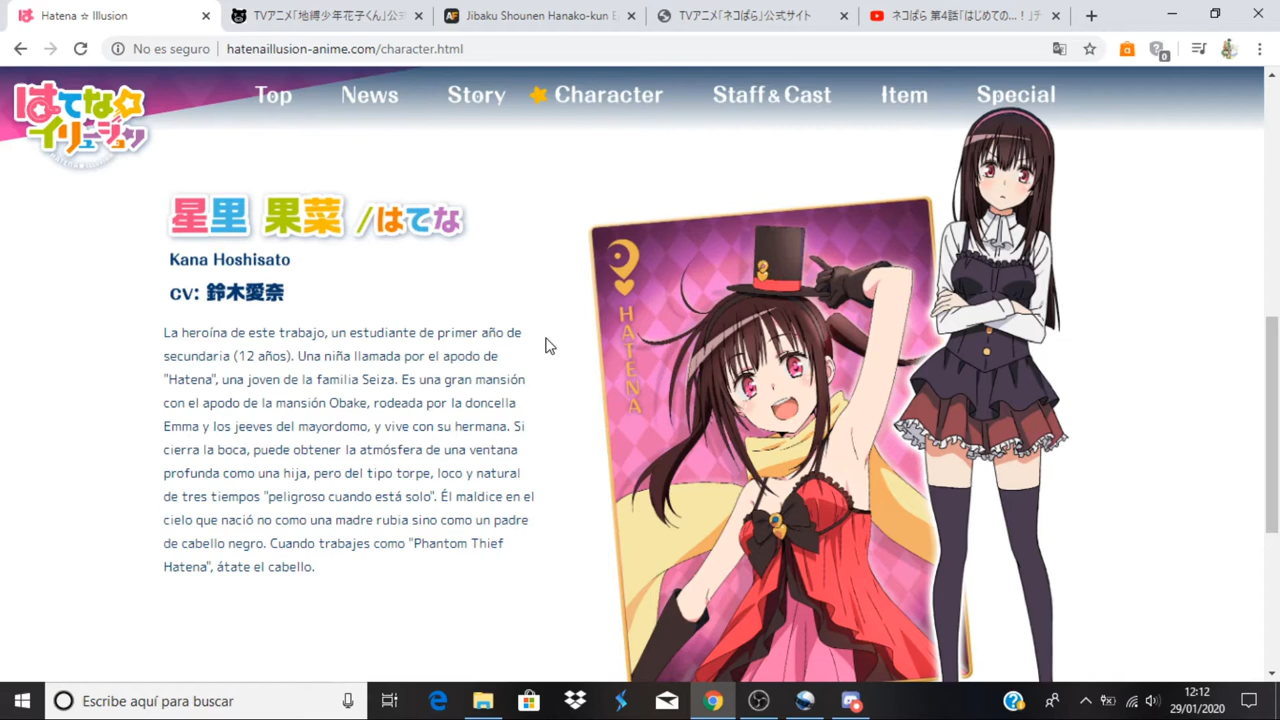 Hatena ☆ Illusion
TVアニメ「地縛少年花子くん」公式
Jibaku Shounen Hanako-kun E
TVアニメ「ネコぱら」公式サイト
ネコぱら 第4話「はじめての…！」チ
No es seguro
hatenaillusion-anime.com/character.html
0
はてな☆
イリュージョン
Top
News
Story
Character
Staff & Cast
Item
Special
星里 果菜 /はてな
Kana Hoshisato
cv: 鈴木愛奈
La heroína de este trabajo, un estudiante de primer año de
secundaria (12 años). Una niña llamada por el apodo de
"Hatena", una joven de la familia Seiza. Es una gran mansión
con el apodo de la mansión Obake, rodeada por la doncella
Emma y los jeeves del mayordomo, y vive con su hermana. Si
cierra la boca, puede obtener la atmósfera de una ventana
profunda como una hija, pero del tipo torpe, loco y natural
de tres tiempos "peligroso cuando está solo". Él maldice en el
cielo que nació no como una madre rubia sino como un padre
de cabello negro. Cuando trabajes como "Phantom Thief
Hatena", átate el cabello.
HATENA
Escribe aquí para buscar
12:12
29/01/2020